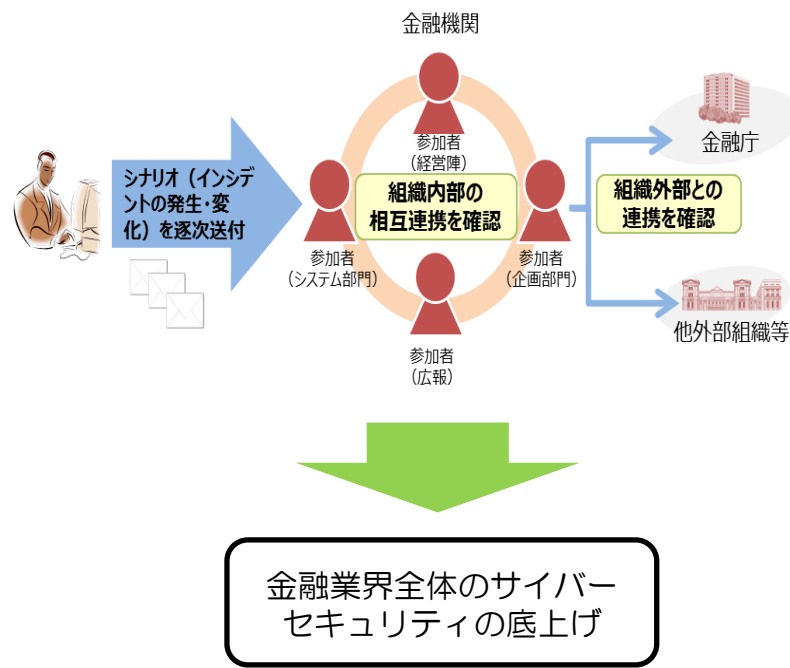 金融機関
参加者
（経営陣）
シナリオ（インシデ
ントの発生・変
化）を逐次送付
組織内部の
相互連携を確認
参加者
（システム部門）
参加者
（企画部門）
参加者
（広報）
金融庁
組織外部との
連携を確認
他外部組織等
金融業界全体のサイバー
セキュリティの底上げ